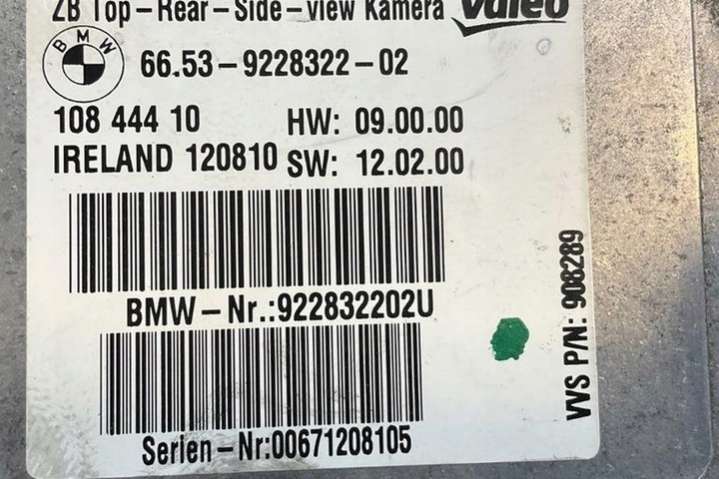 ZB Top-Rear-Side-view Kamera Valeo
BMW 66.53-9228322-02
108 444 10 HW: 09.00.00
IRELAND 120810 SW: 12.02.00
BMW-Nr.:922832202U
Serien-Nr:00671208105
VVS P/N: 908289